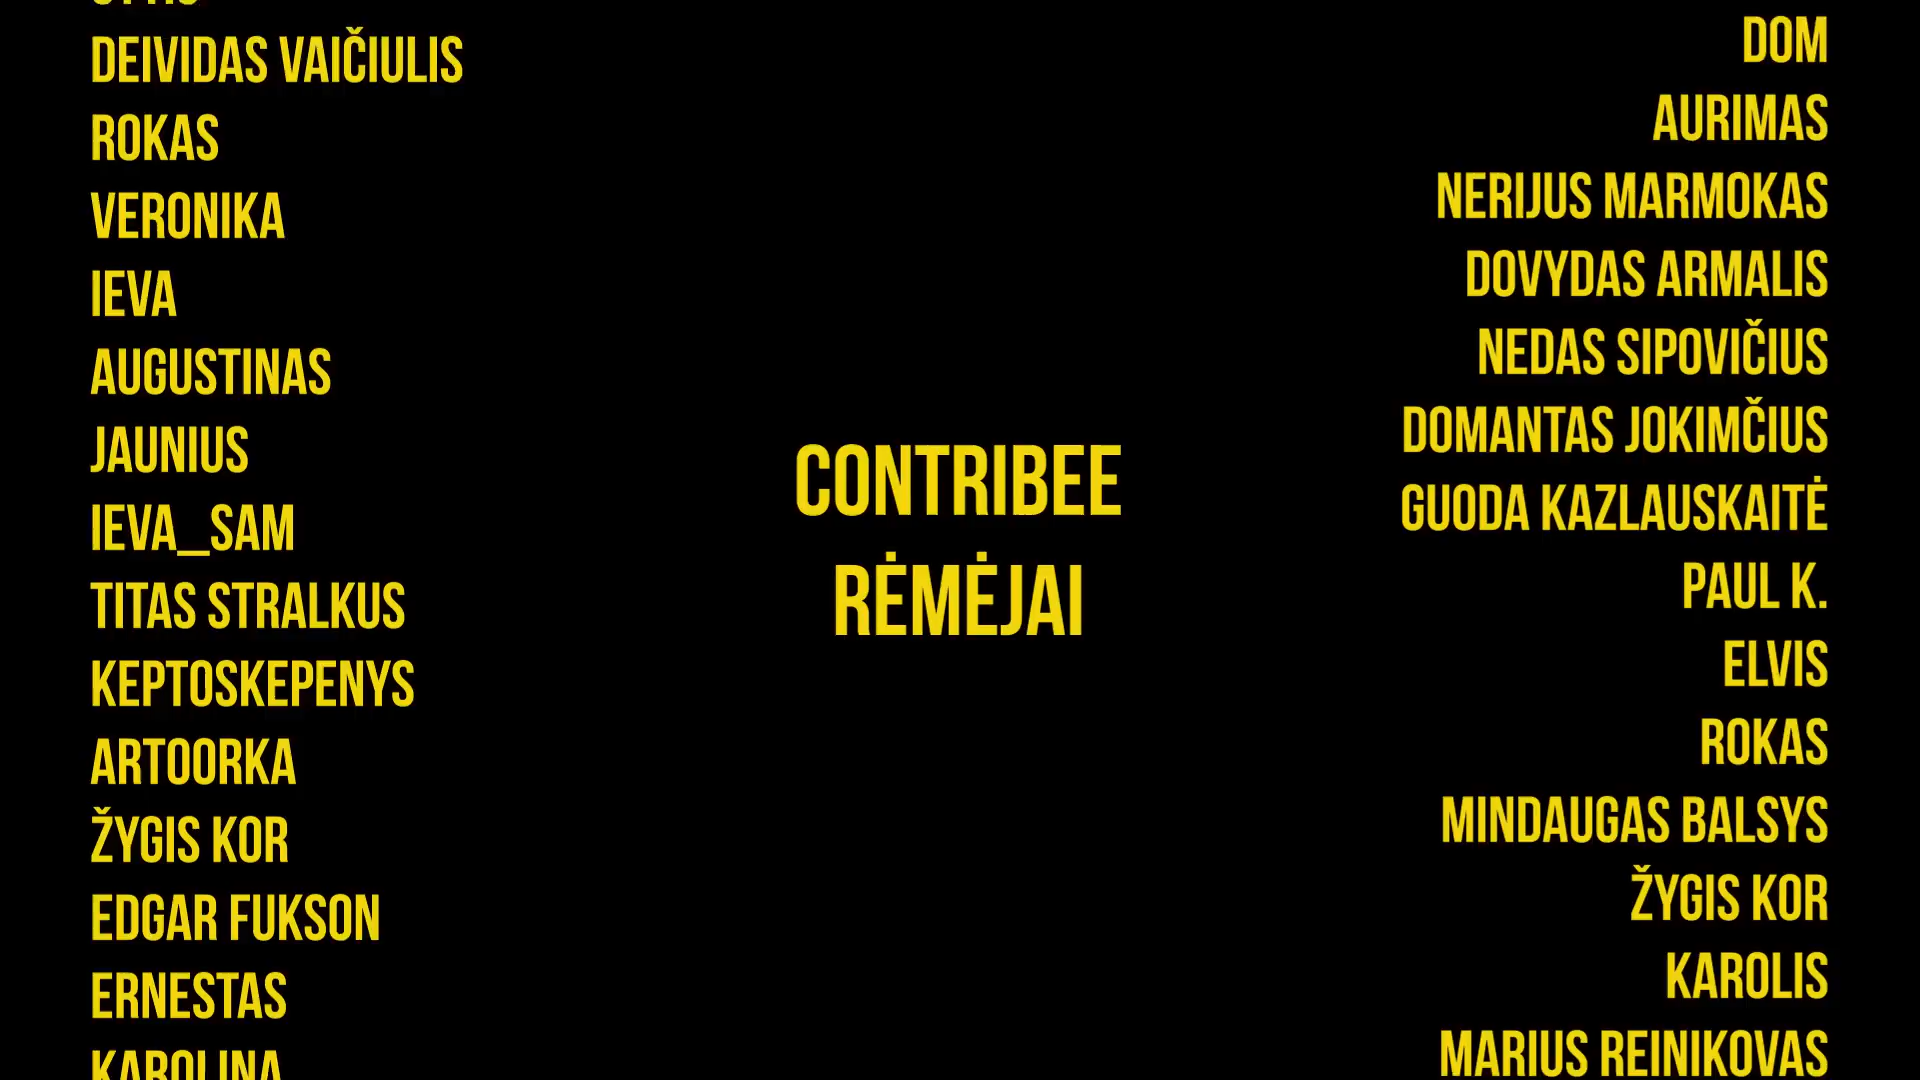 DEIVIDAS VAIČIULIS
ROKAS
VERONIKA
IEVA
AUGUSTINAS
JAUNIUS
IEVA_SAM
TITAS STRALKUS
KEPTOSKEPENYS
ARTOORKA
ŽYGIS KOR
EDGAR FUKSON
ERNESTAS
KAROLINA
CONTRIBEE
RĖMĖJAI
DOM
AURIMAS
NERIJUS MARMOKAS
DOVYDAS ARMALIS
NEDAS SIPOVIČIUS
DOMANTAS JOKIMČIUS
GUODA KAZLAUSKAITĖ
PAUL K.
ELVIS
ROKAS
MINDAUGAS BALSYS
ŽYGIS KOR
KAROLIS
MARIUS REINIKOVAS